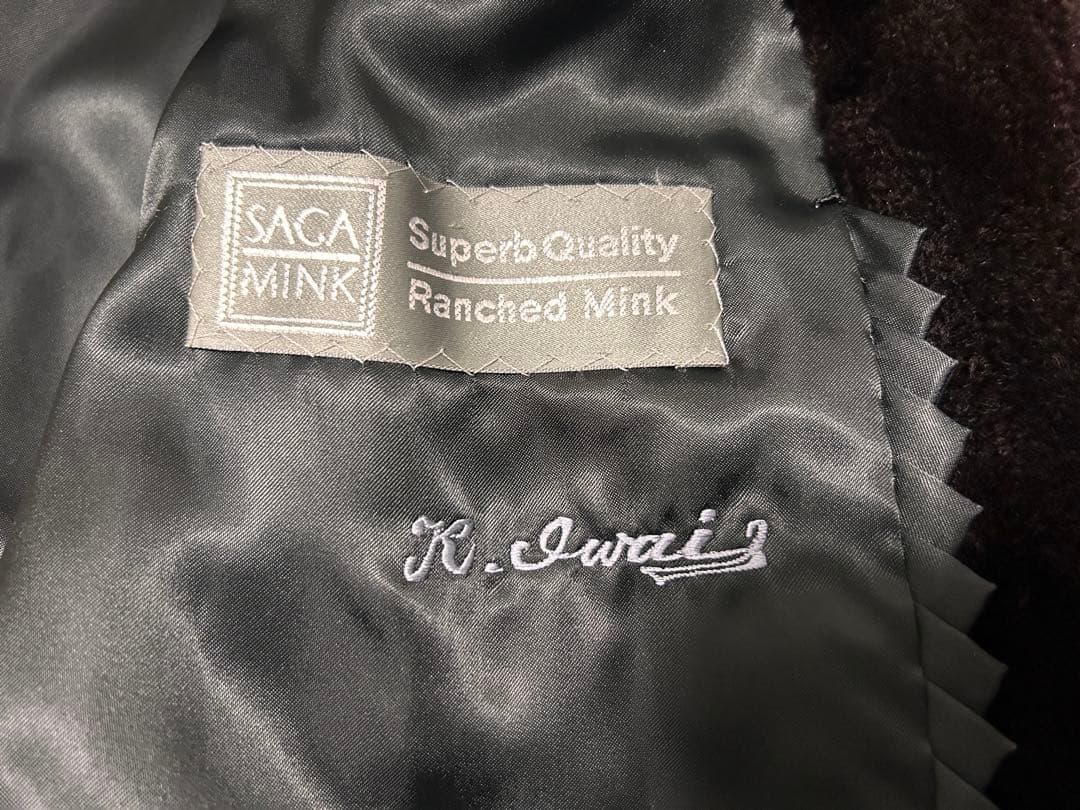 SAGA
MINK
Superb Quality
Ranched Mink
K. Iwai